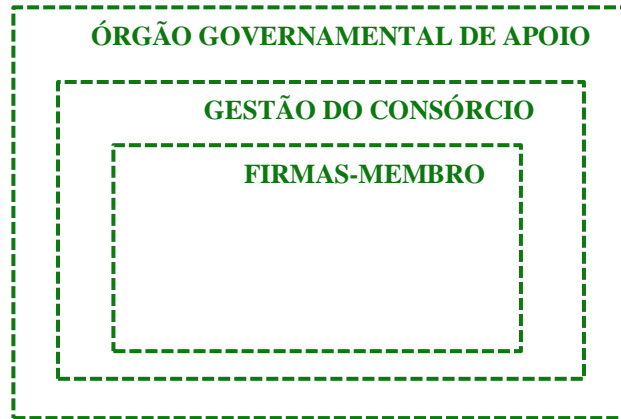 ÓRGÃO GOVERNAMENTAL DE APOIO
GESTÃO DO CONSÓRCIO
FIRMAS-MEMBRO